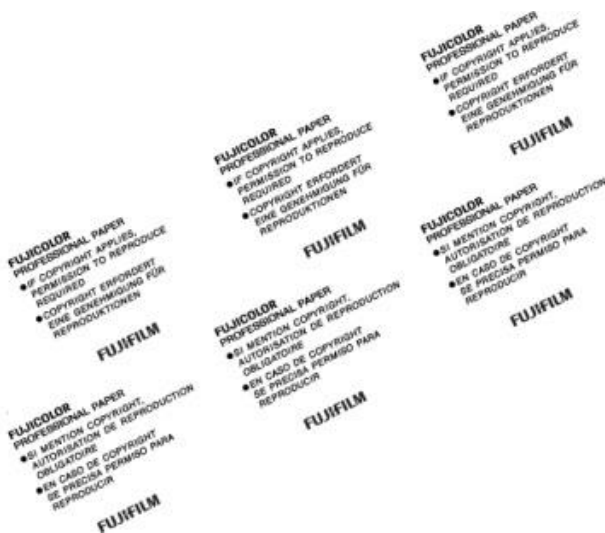 FUJICOLOR
PROFESSIONAL PAPER
●IF COPYRIGHT APPLIES,
PERMISSION TO REPRODUCE
REQUIRED
●COPYRIGHT ERFORDERT
EINE GENEHMIGUNG FÜR
REPRODUKTIONEN
FUJIFILM
FUJICOLOR
PROFESSIONAL PAPER
●IF COPYRIGHT APPLIES,
PERMISSION TO REPRODUCE
REQUIRED
●COPYRIGHT ERFORDERT
EINE GENEHMIGUNG FÜR
REPRODUKTIONEN
FUJIFILM
FUJICOLOR
PROFESSIONAL PAPER
●IF COPYRIGHT APPLIES,
PERMISSION TO REPRODUCE
REQUIRED
●COPYRIGHT ERFORDERT
EINE GENEHMIGUNG FÜR
REPRODUKTIONEN
FUJIFILM
FUJICOLOR
PROFESSIONAL PAPER
●SI MENTION COPYRIGHT,
AUTORISATION DE REPRODUCTION
OBLIGATOIRE
●EN CASO DE COPYRIGHT
SE PRECISA PERMISO PARA
REPRODUCIR
FUJIFILM
FUJICOLOR
PROFESSIONAL PAPER
●SI MENTION COPYRIGHT,
AUTORISATION DE REPRODUCTION
OBLIGATOIRE
●EN CASO DE COPYRIGHT
SE PRECISA PERMISO PARA
REPRODUCIR
FUJIFILM
FUJICOLOR
PROFESSIONAL PAPER
●SI MENTION COPYRIGHT,
AUTORISATION DE REPRODUCTION
OBLIGATOIRE
●EN CASO DE COPYRIGHT
SE PRECISA PERMISO PARA
REPRODUCIR
FUJIFILM